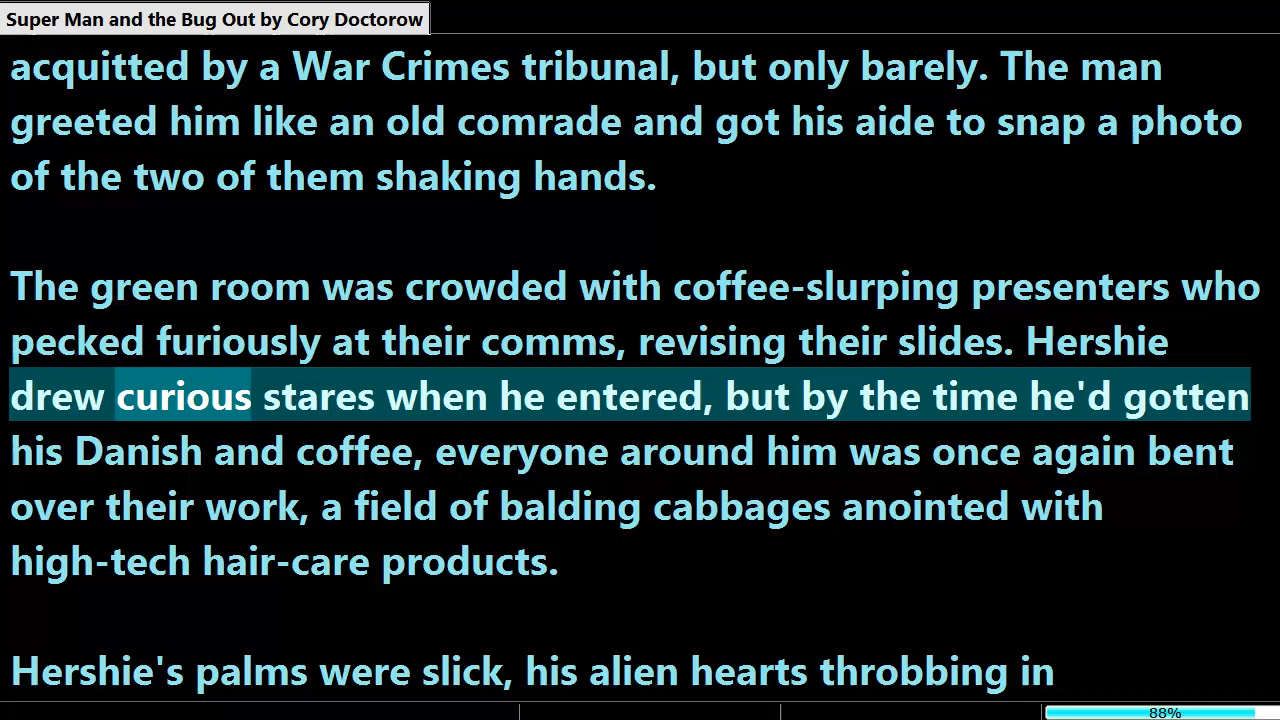 Super Man and the Bug Out by Cory Doctorow
acquitted by a War Crimes tribunal, but only barely. The man
greeted him like an old comrade and got his aide to snap a photo
of the two of them shaking hands.
The green room was crowded with coffee-slurping presenters who
pecked furiously at their comms, revising their slides. Hershie
drew curious stares when he entered, but by the time he'd gotten
his Danish and coffee, everyone around him was once again bent
over their work, a field of balding cabbages anointed with
high-tech hair-care products.
Hershie's palms were slick, his alien hearts throbbing in
88%